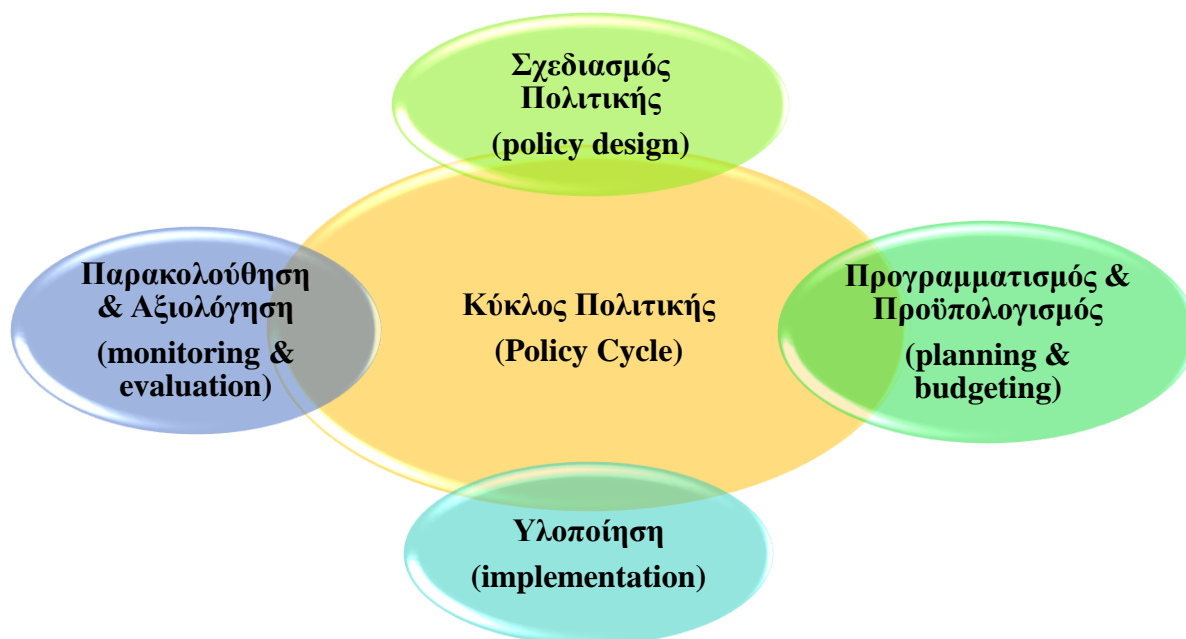 Σχεδιασμός
Πολιτικής
(policy design)
Παρακολούθηση
& Αξιολόγηση
(monitoring &
evaluation)
Κύκλος Πολιτικής
(Policy Cycle)
Προγραμματισμός &
Προϋπολογισμός
(planning &
budgeting)
Υλοποίηση
(implementation)